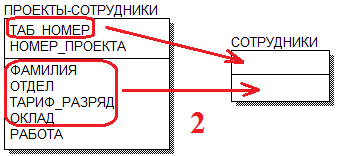 ПРОЕКТЫ-СОТРУДНИКИ
ТАБ_НОМЕР
НОМЕР_ПРОЕКТА
ФАМИЛИЯ
ОТДЕЛ
ТАРИФ_РАЗРЯД
ОКЛАД
РАБОТА
СОТРУДНИКИ
2